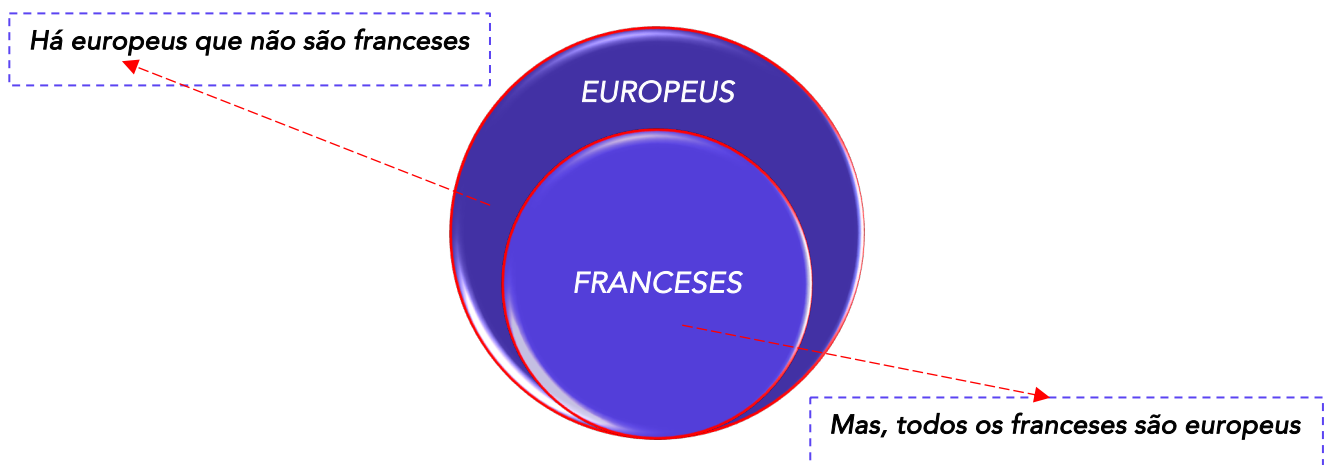 Há europeus que não são franceses
EUROPEUS
FRANCESES
Mas, todos os franceses são europeus